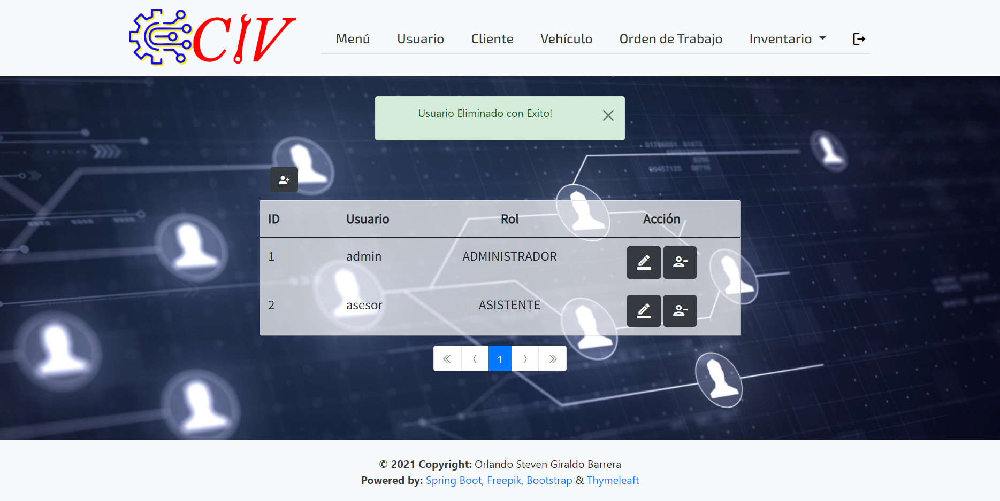 CIV
Menú Usuario Cliente Vehículo Orden de Trabajo Inventario
Usuario Eliminado con Exito!
ID Usuario Rol Acción
1 admin ADMINISTRADOR
2 asesor ASISTENTE
1
© 2021 Copyright: Orlando Steven Giraldo Barrera
Powered by: Spring Boot, Freepik, Bootstrap & Thymeleaft